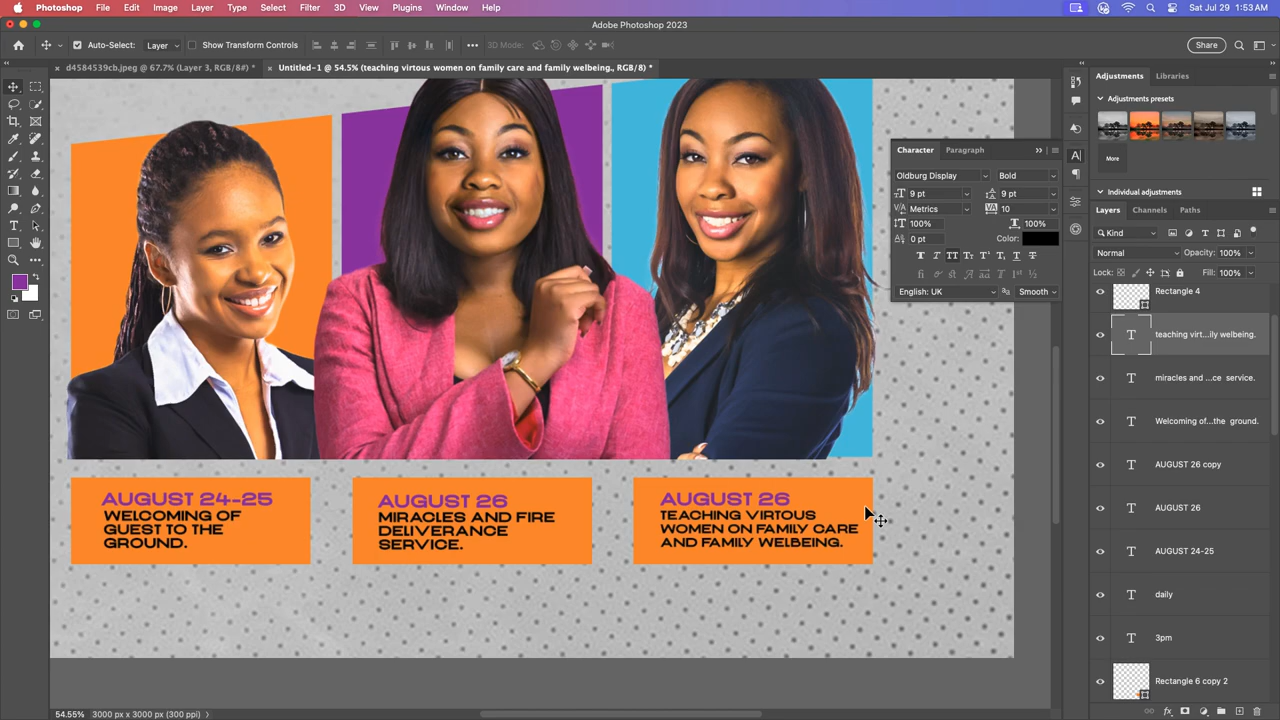 Photoshop File Edit Image Layer Type Select Filter 3D View Plugins Window Help Sat Jul 29 1:53 AM
Adobe Photoshop 2023
Auto-Select: Layer Show Transform Controls 3D Mode: Share
d4584539cb.jpeg @ 67.7% (Layer 3, RGB/8#) * Untitled-1 @ 54.5% (teaching virtous women on family care and family welbeing., RGB/8) *
Adjustments Libraries
Adjustments presets
More
Individual adjustments
Character Paragraph
Oldburg Display Bold
9 pt 9 pt
Metrics 10
100% 100%
0 pt Color:
English: UK Smooth
Layers Channels Paths
Kind
Normal Opacity: 100%
Lock: Fill: 100%
Rectangle 4
teaching virt...ily welbeing.
miracles and ...ce service.
Welcoming of...the ground.
AUGUST 26 copy
AUGUST 26
AUGUST 24-25
daily
3pm
Rectangle 6 copy 2
AUGUST 24-25
WELCOMING OF
GUEST TO THE
GROUND.
AUGUST 26
MIRACLES AND FIRE
DELIVERANCE
SERVICE.
AUGUST 26
TEACHING VIRTOUS
WOMEN ON FAMILY CARE
AND FAMILY WELBEING.
54.55% 3000 px x 3000 px (300 ppi)